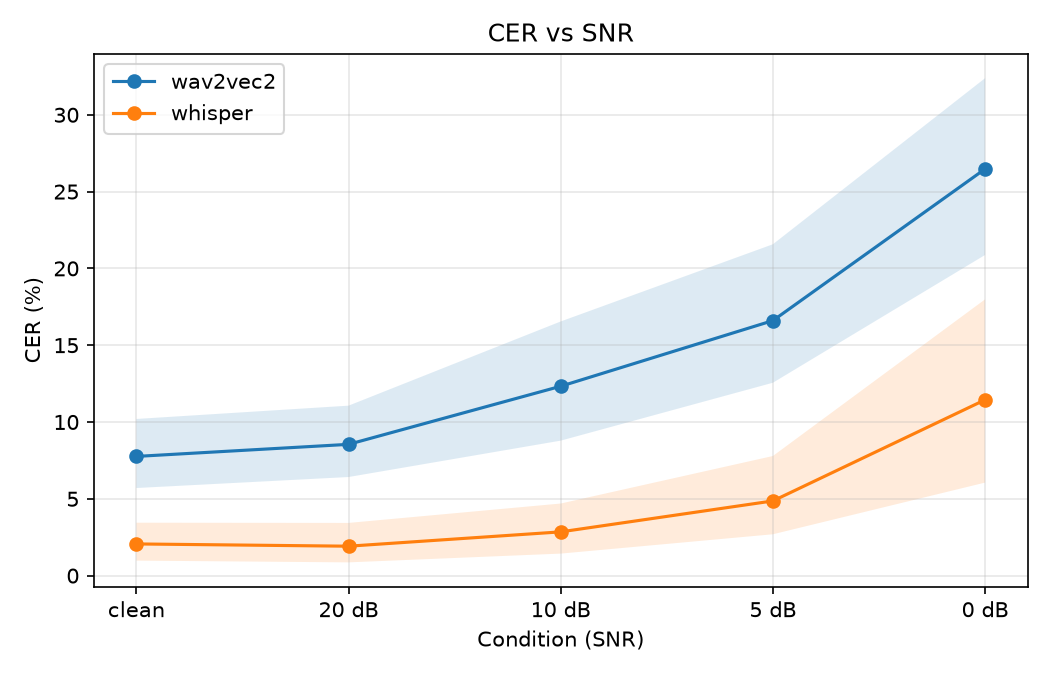 CER vs SNR
wav2vec2
whisper
30
25
20
15
10
5
0
CER (%)
clean 20 dB 10 dB 5 dB 0 dB
Condition (SNR)